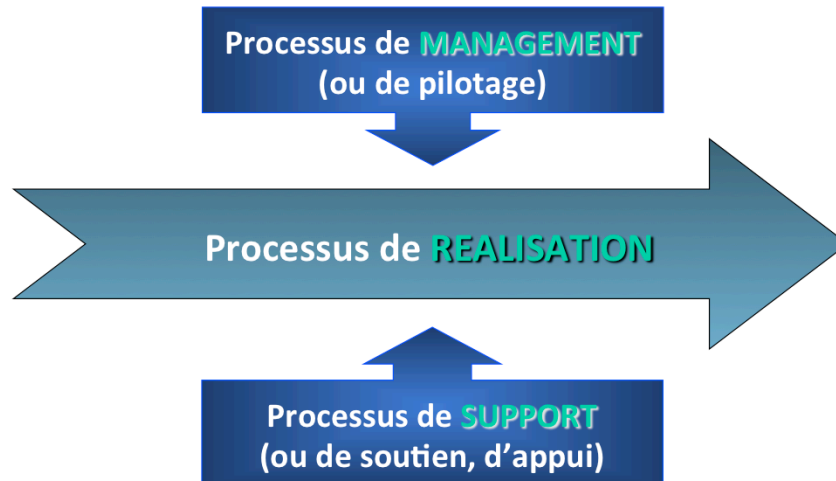 Processus de MANAGEMENT
(ou de pilotage)
Processus de REALISATION
Processus de SUPPORT
(ou de soutien, d’appui)